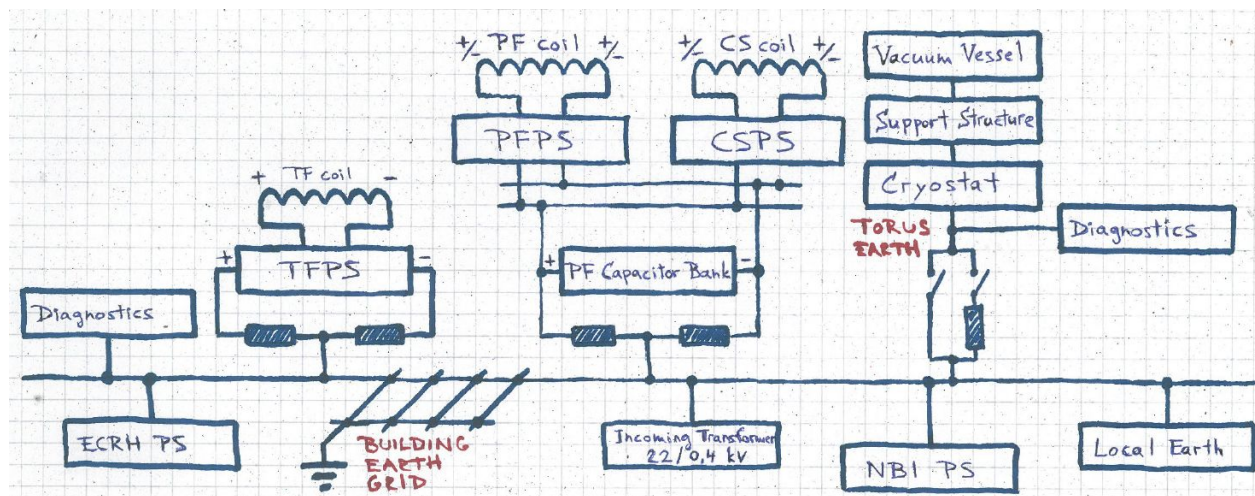 +/- PF coil +/-
+/- CS coil +/-
Vacuum Vessel
Support Structure
PFPS
CSPS
Cryostat
+ TF coil -
TORUS
EARTH
Diagnostics
+ TFPS -
+ PF Capacitor Bank -
Diagnostics
ECRH PS
BUILDING
EARTH
GRID
Incoming Transformer
22/0,4 kV
NBI PS
Local Earth